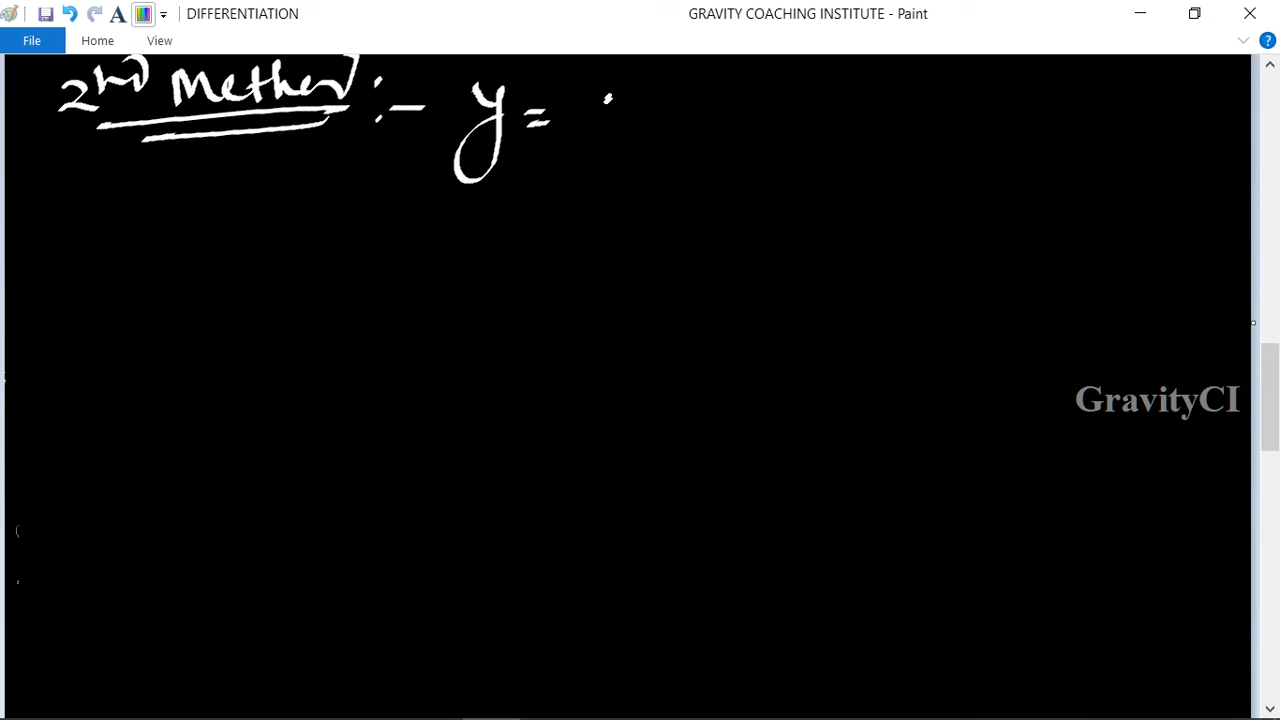 DIFFERENTIATION
GRAVITY COACHING INSTITUTE - Paint
File Home View
2nd Method :- y =
GravityCI